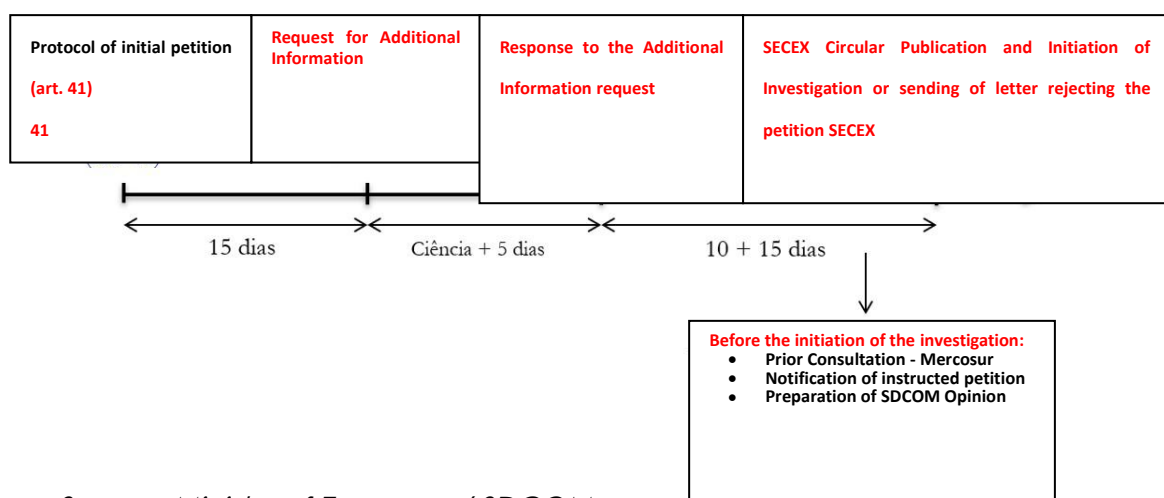 Protocol of initial petition
(art. 41)
41
Request for Additional
Information
Response to the Additional
Information request
SECEX Circular Publication and Initiation of
Investigation or sending of letter rejecting the
petition SECEX
15 dias
Ciência + 5 dias
10 + 15 dias
Before the initiation of the investigation:
• Prior Consultation - Mercosur
• Notification of instructed petition
• Preparation of SDCOM Opinion